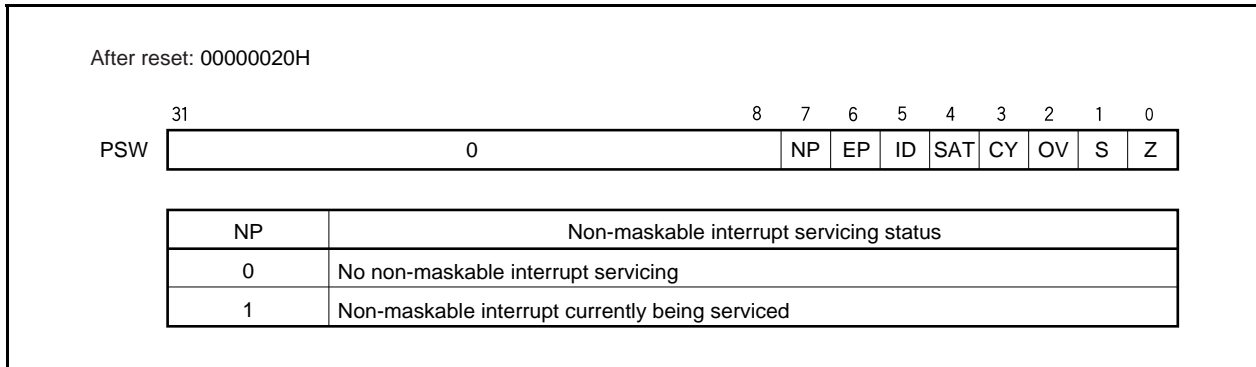 After reset: 00000020H
31 8 7 6 5 4 3 2 1 0
PSW 0 NP EP ID SAT CY OV S Z
NP Non-maskable interrupt servicing status
0 No non-maskable interrupt servicing
1 Non-maskable interrupt currently being serviced